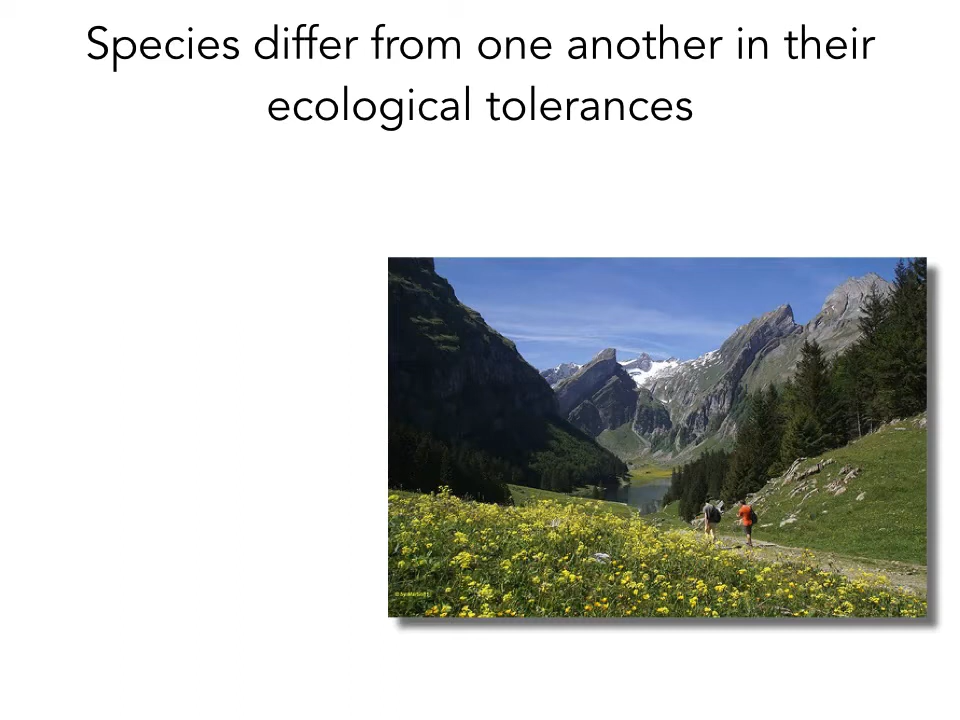 Species differ from one another in their
ecological tolerances